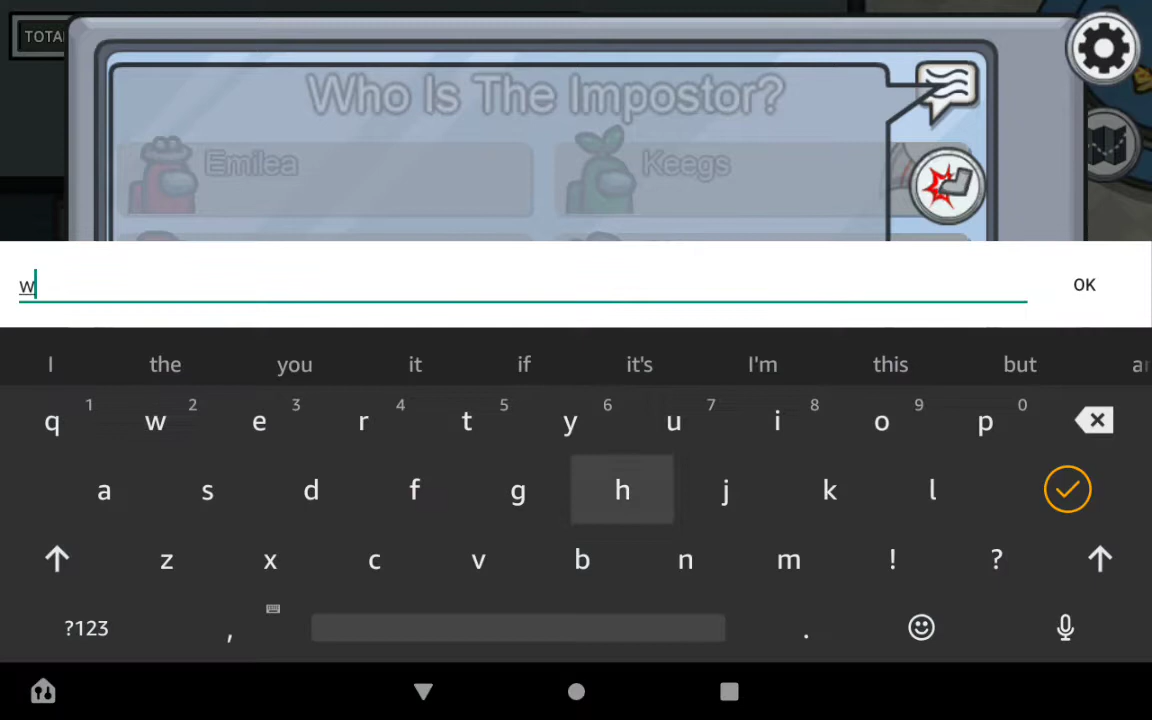 TOTA
Who Is The Impostor?
Emilea
Keegs
w
OK
I the you it if it's I'm this but
1 2 3 4 5 6 7 8 9 0
q w e r t y u i o p
a s d f g h j k l
z x c v b n m ! ?
?123 , .